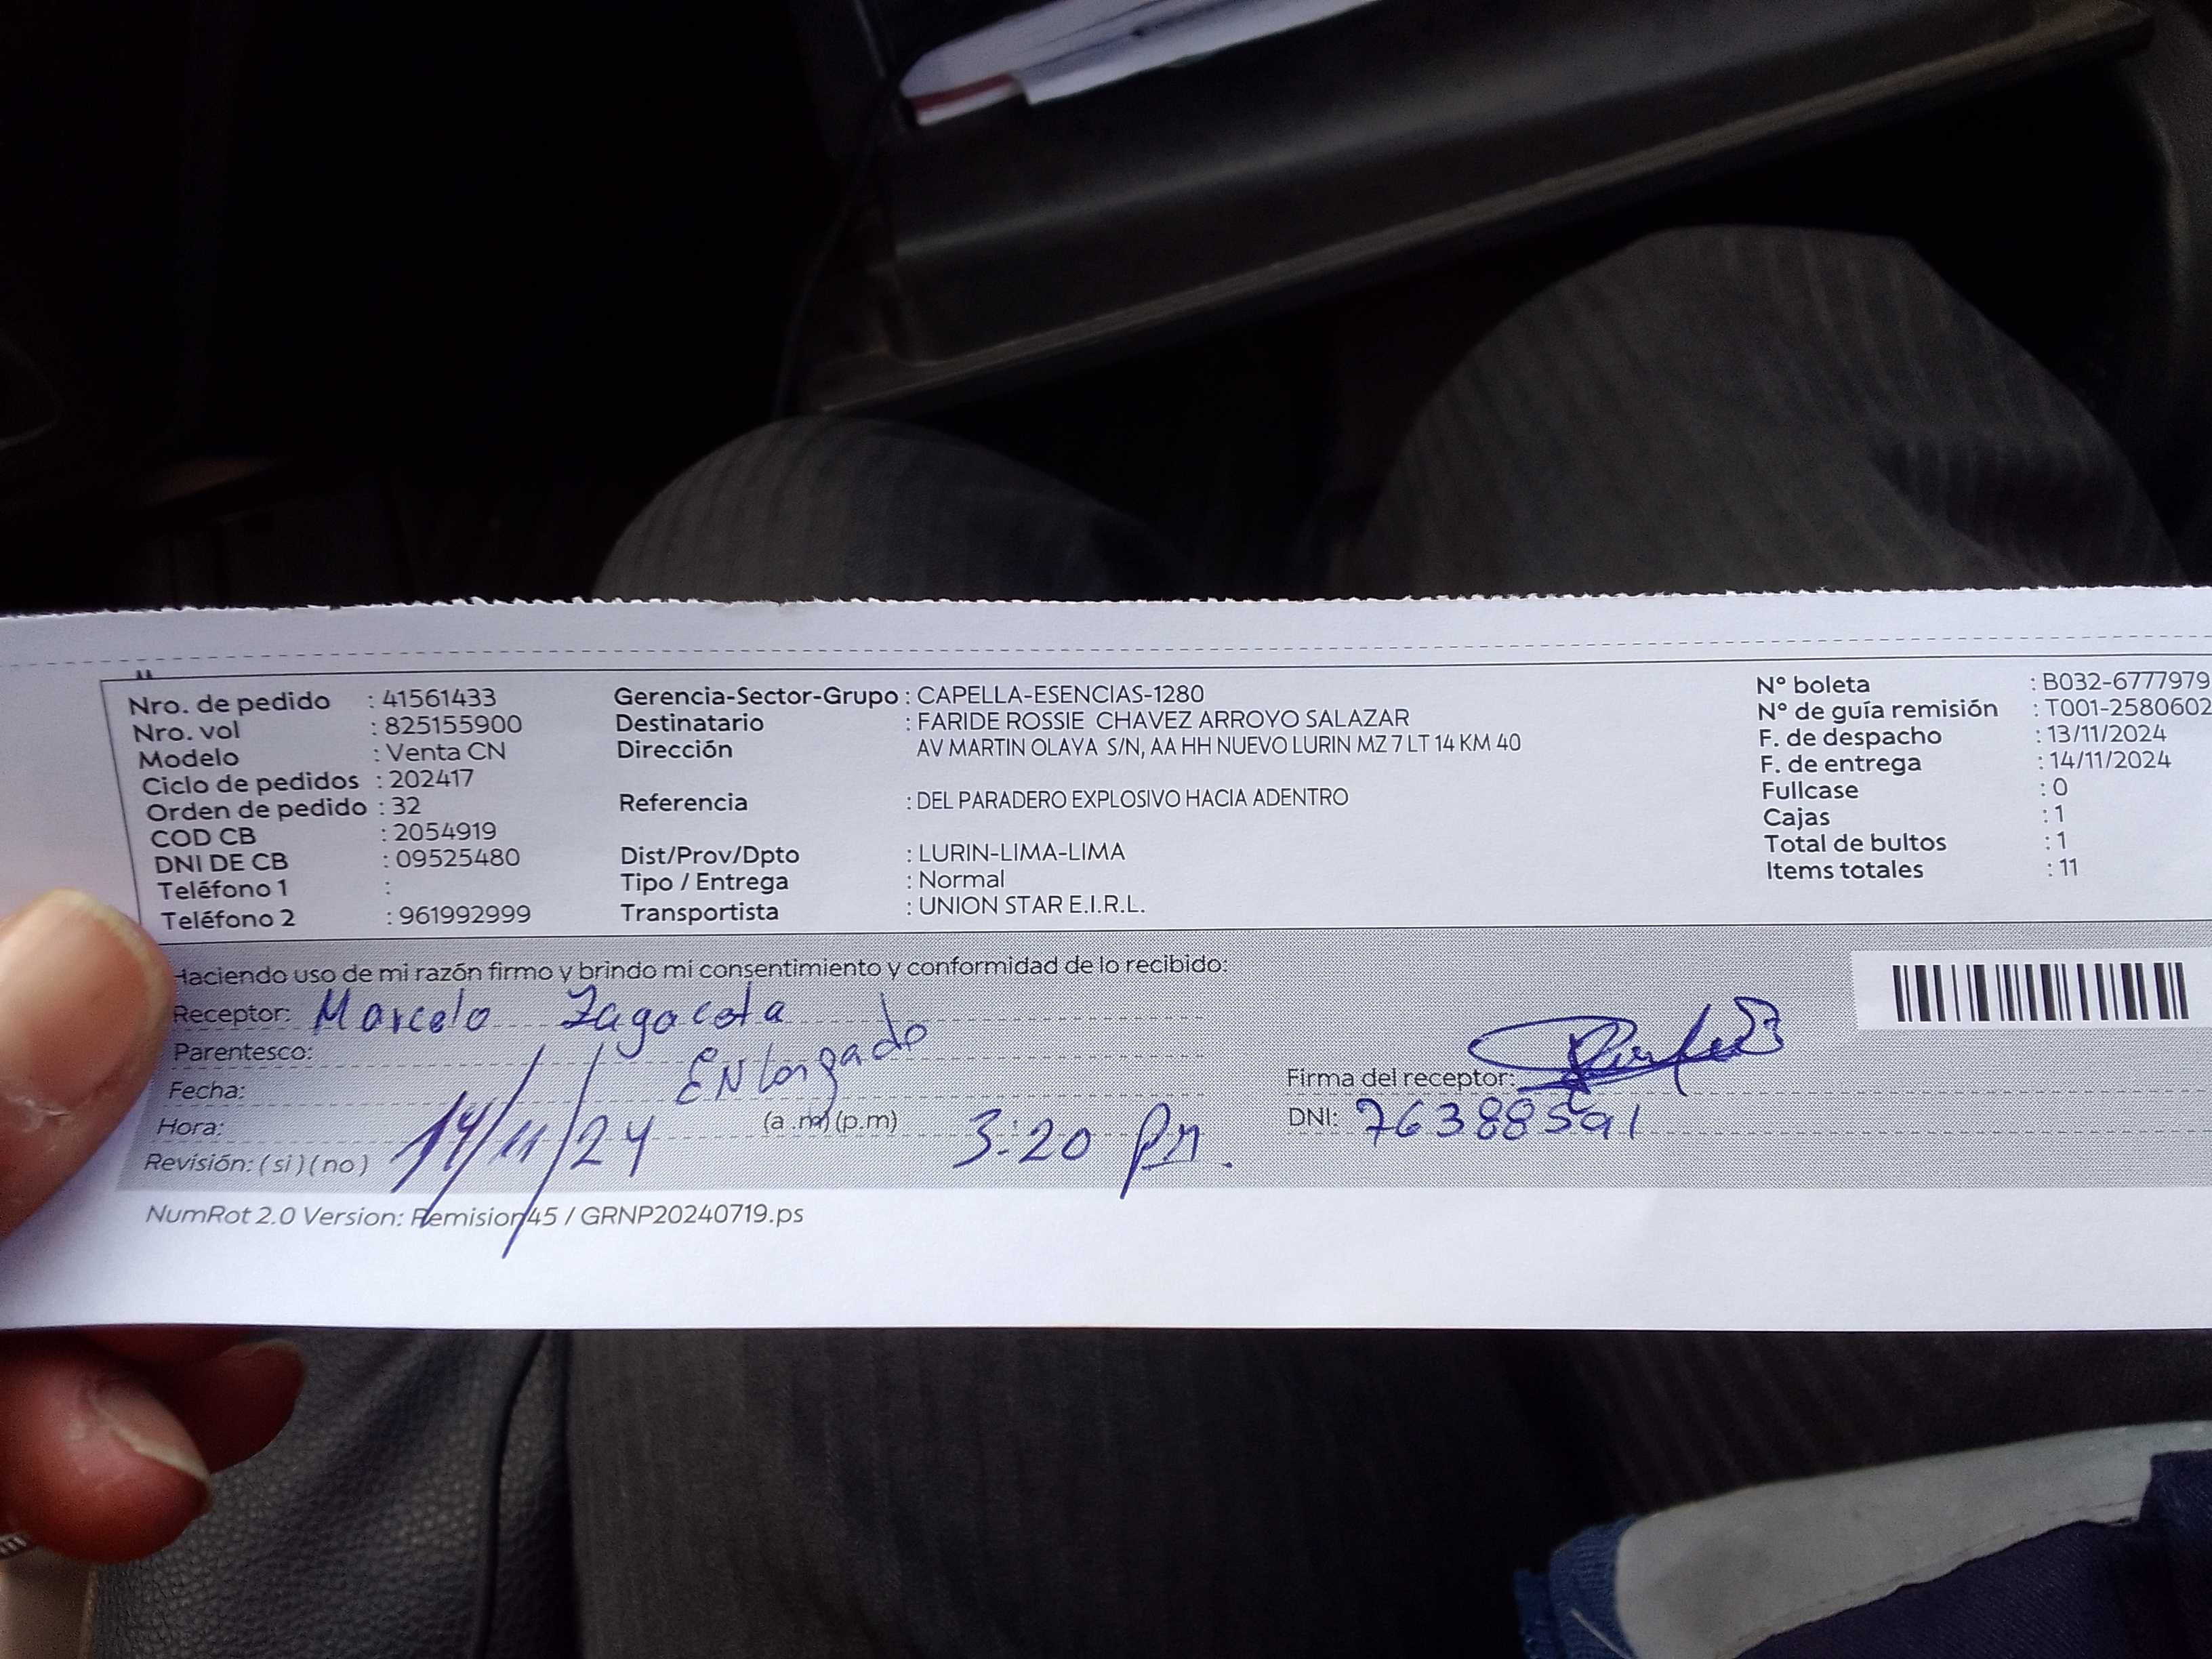 Nro. de pedido : 41561433
Nro. vol : 825155900
Modelo : Venta CN
Ciclo de pedidos : 202417
Orden de pedido : 32
COD CB : 2054919
DNI DE CB : 09525480
Teléfono 1 :
Teléfono 2 : 961992999
Gerencia-Sector-Grupo : CAPELLA-ESENCIAS-1280
Destinatario : FARIDE ROSSIE CHAVEZ ARROYO SALAZAR
Dirección AV MARTIN OLAYA S/N, AA HH NUEVO LURIN MZ 7 LT 14 KM 40
Referencia : DEL PARADERO EXPLOSIVO HACIA ADENTRO
Dist/Prov/Dpto : LURIN-LIMA-LIMA
Tipo / Entrega : Normal
Transportista : UNION STAR E.I.R.L.
N° boleta : B032-6777979
N° de guía remisión : T001-2580602
F. de despacho : 13/11/2024
F. de entrega : 14/11/2024
Fullcase : 0
Cajas : 1
Total de bultos : 1
Items totales : 11
Haciendo uso de mi razón firmo y brindo mi consentimiento y conformidad de lo recibido:
Receptor: Marcelo
Parentesco:
Fecha: 14/11/24
Hora: (a.m) (p.m) 3:20 Pm.
Revisión: (si) (no)
Firma del receptor:
DNI: 76388591
NumRot 2.0 Version: Remision45 / GRNP20240719.ps